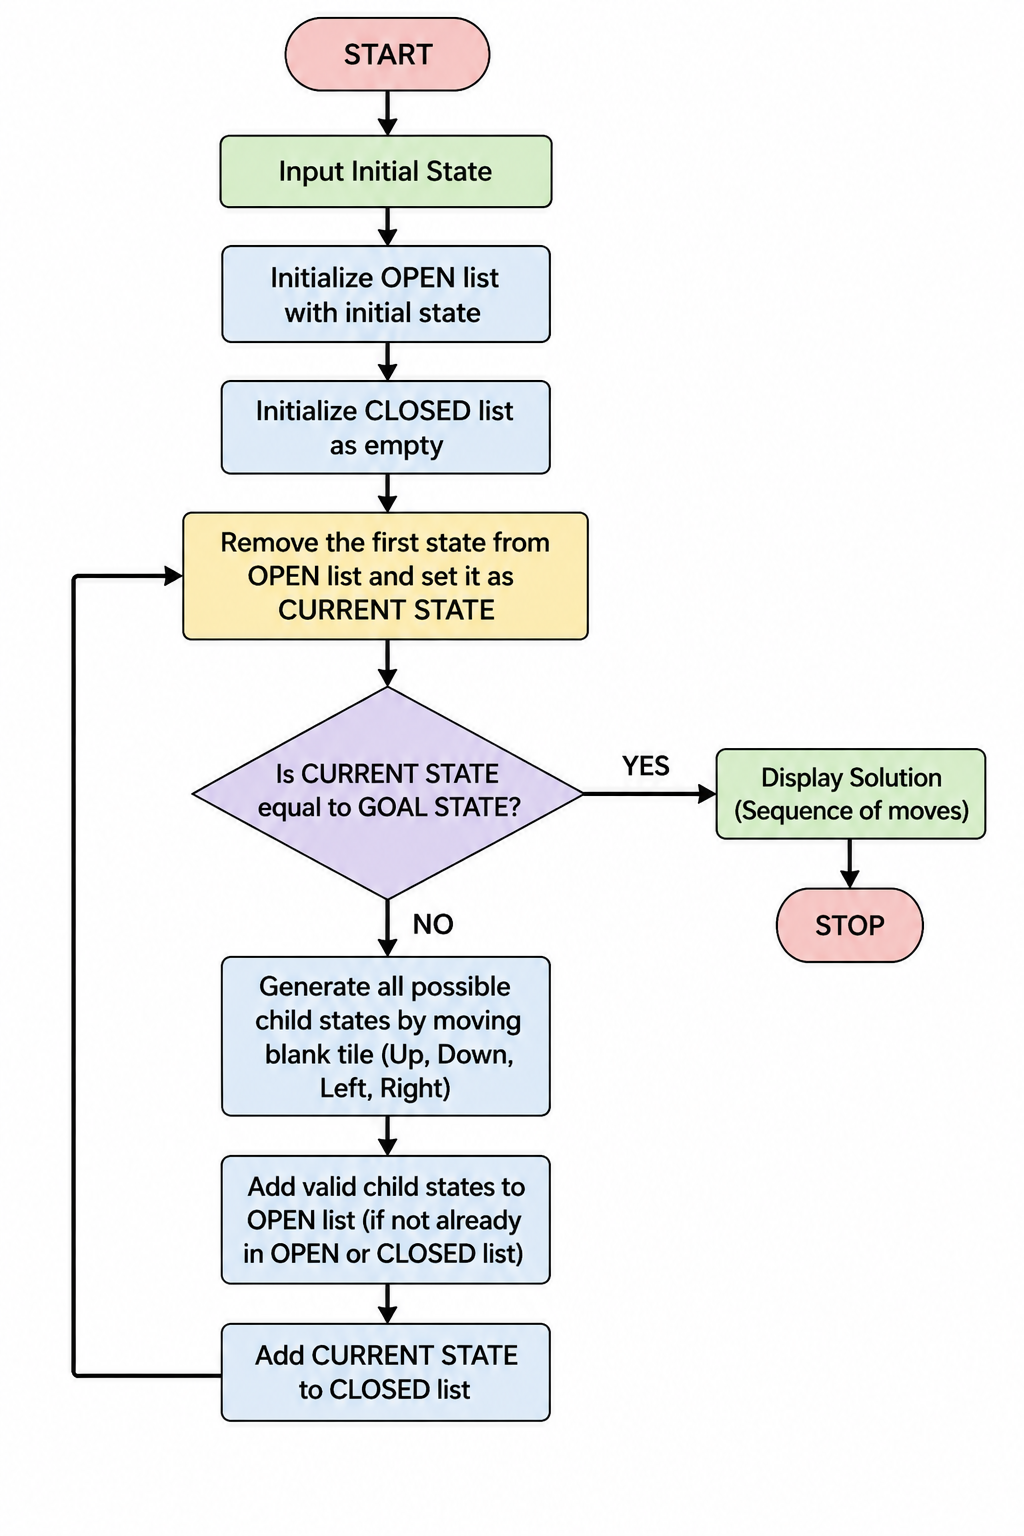 START
Input Initial State
Initialize OPEN list
with initial state
Initialize CLOSED list
as empty
Remove the first state from
OPEN list and set it as
CURRENT STATE
Is CURRENT STATE
equal to GOAL STATE?
YES
Display Solution
(Sequence of moves)
STOP
NO
Generate all possible
child states by moving
blank tile (Up, Down,
Left, Right)
Add valid child states to
OPEN list (if not already
in OPEN or CLOSED list)
Add CURRENT STATE
to CLOSED list